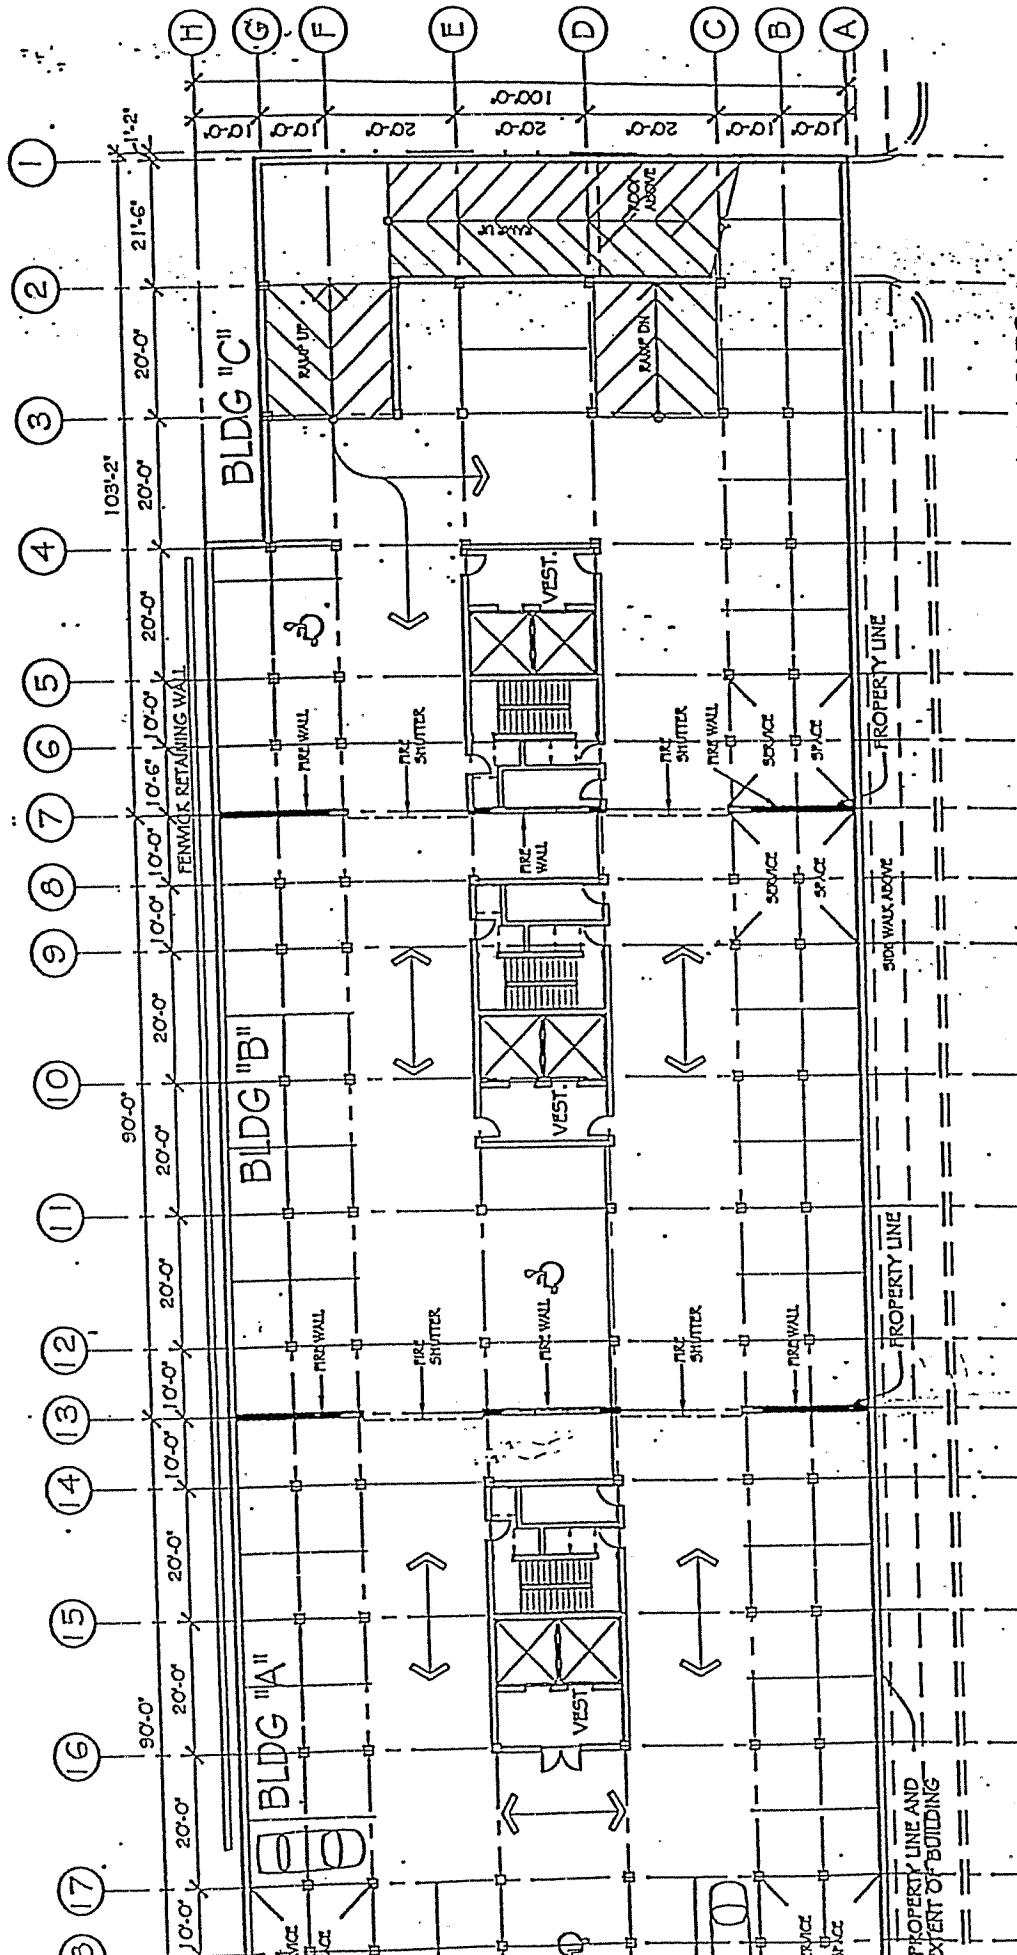 H
G
F
E
D
C
B
A
100'-0"
10'-0"
10'-0"
20'-0"
20'-0"
20'-0"
10'-0"
10'-0"
1'-2"
1
21'-6"
ROOF
ABOVE
RAMP UP
2
20'-0"
RAMP UP
RAMP DN
BLDG "C"
3
103'-2"
20'-0"
4
VEST.
20'-0"
5
FENWICK RETAINING WALL
10'-0"
PROPERTY LINE
6
FIRE WALL
FIRE
SHUTTER
FIRE
SHUTTER
FIRE WALL
SERVICE
SPACE
10'-6"
7
10'-0"
FIRE
WALL
8
SERVICE
SPACE
SIDE WALK ABOVE
10'-0"
9
20'-0"
10
BLDG "B"
VEST.
90'-0"
20'-0"
11
20'-0"
PROPERTY LINE
12
FIRE WALL
FIRE
SHUTTER
FIRE WALL
FIRE
SHUTTER
FIRE WALL
10'-0"
13
10'-0"
14
20'-0"
15
20'-0"
90'-0"
BLDG "A"
VEST
16
20'-0"
PROPERTY LINE AND
EXTENT OF BUILDING
17
10'-0"